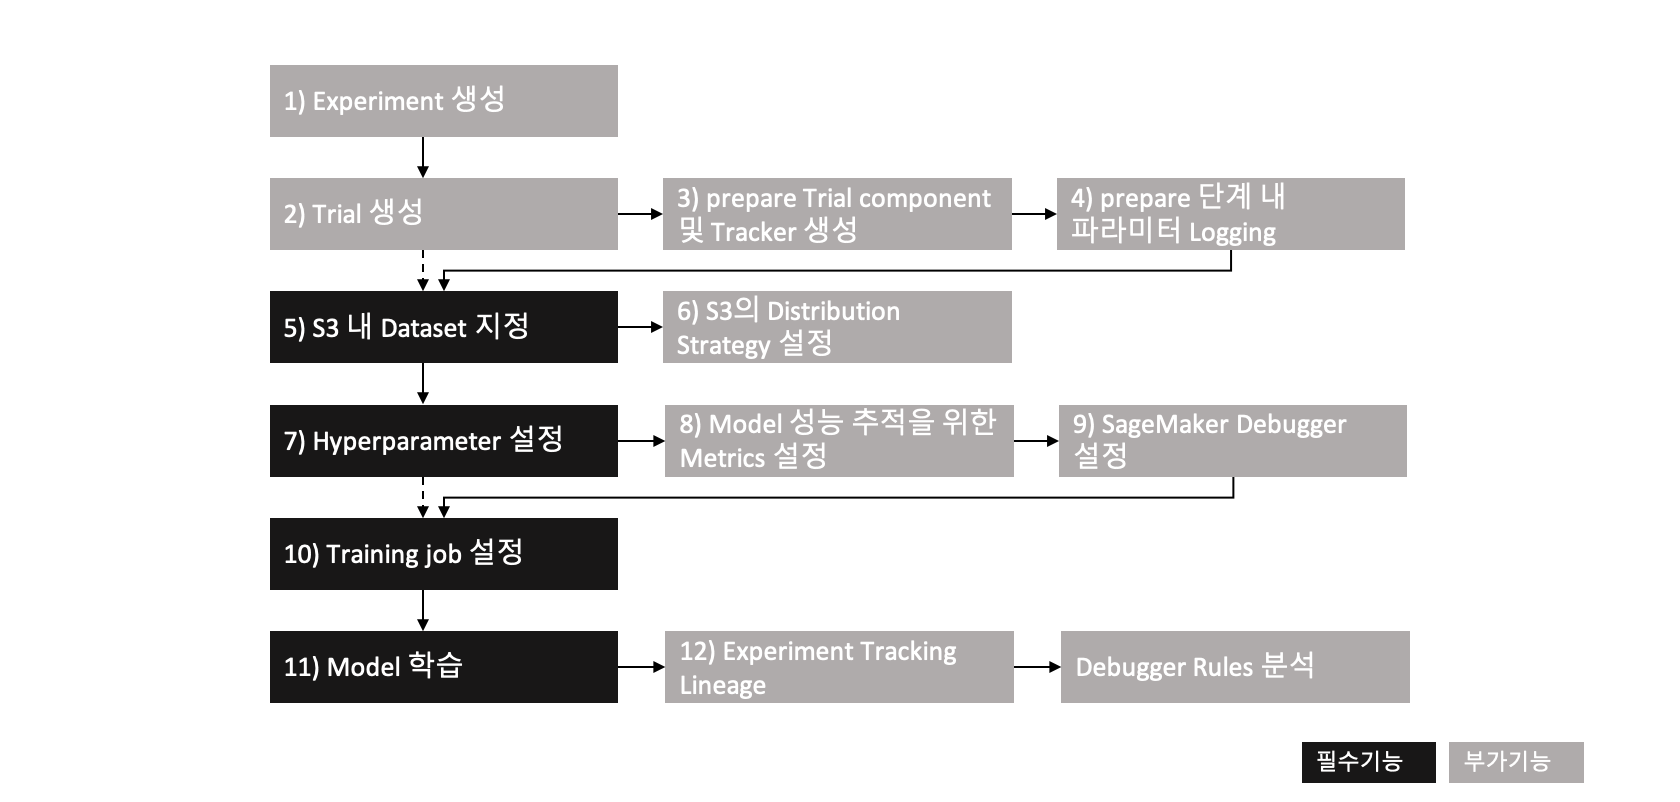 1) Experiment 생성
2) Trial 생성
3) prepare Trial component
및 Tracker 생성
4) prepare 단계 내
파라미터 Logging
5) S3 내 Dataset 지정
6) S3의 Distribution
Strategy 설정
7) Hyperparameter 설정
8) Model 성능 추적을 위한
Metrics 설정
9) SageMaker Debugger
설정
10) Training job 설정
11) Model 학습
12) Experiment Tracking
Lineage
Debugger Rules 분석
필수기능
부가기능